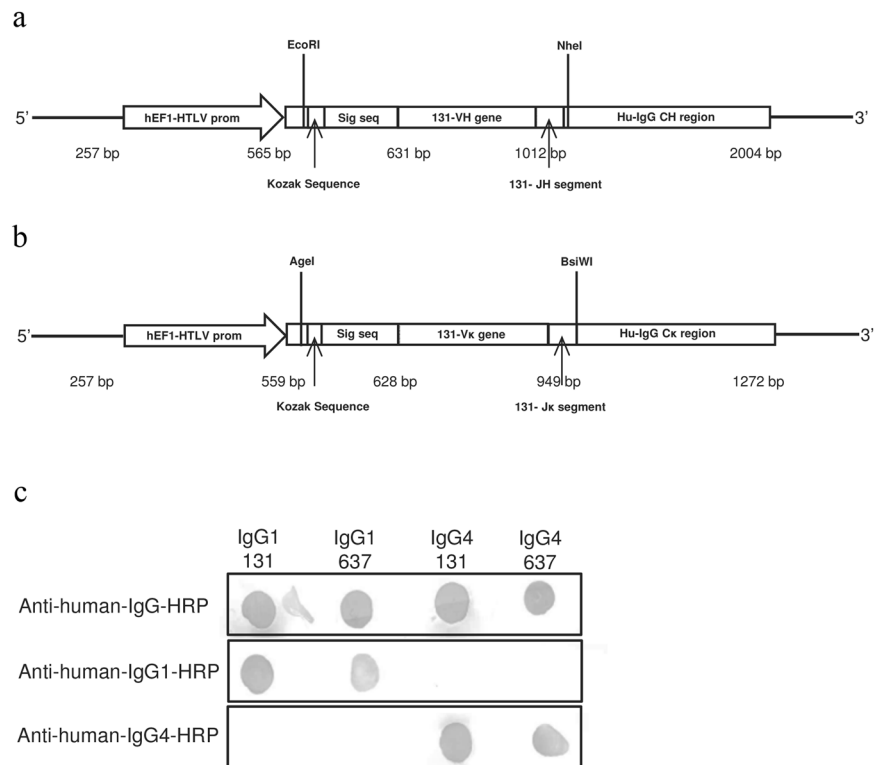 a
EcoRI
NheI
5'
hEF1-HTLV prom
Sig seq
131-VH gene
Hu-IgG CH region
3'
257 bp
565 bp
631 bp
1012 bp
2004 bp
Kozak Sequence
131- JH segment
b
AgeI
BsiWI
5'
hEF1-HTLV prom
Sig seq
131-Vκ gene
Hu-IgG Cκ region
3'
257 bp
559 bp
628 bp
949 bp
1272 bp
Kozak Sequence
131- Jκ segment
c
IgG1 131
IgG1 637
IgG4 131
IgG4 637
Anti-human-IgG-HRP
Anti-human-IgG1-HRP
Anti-human-IgG4-HRP